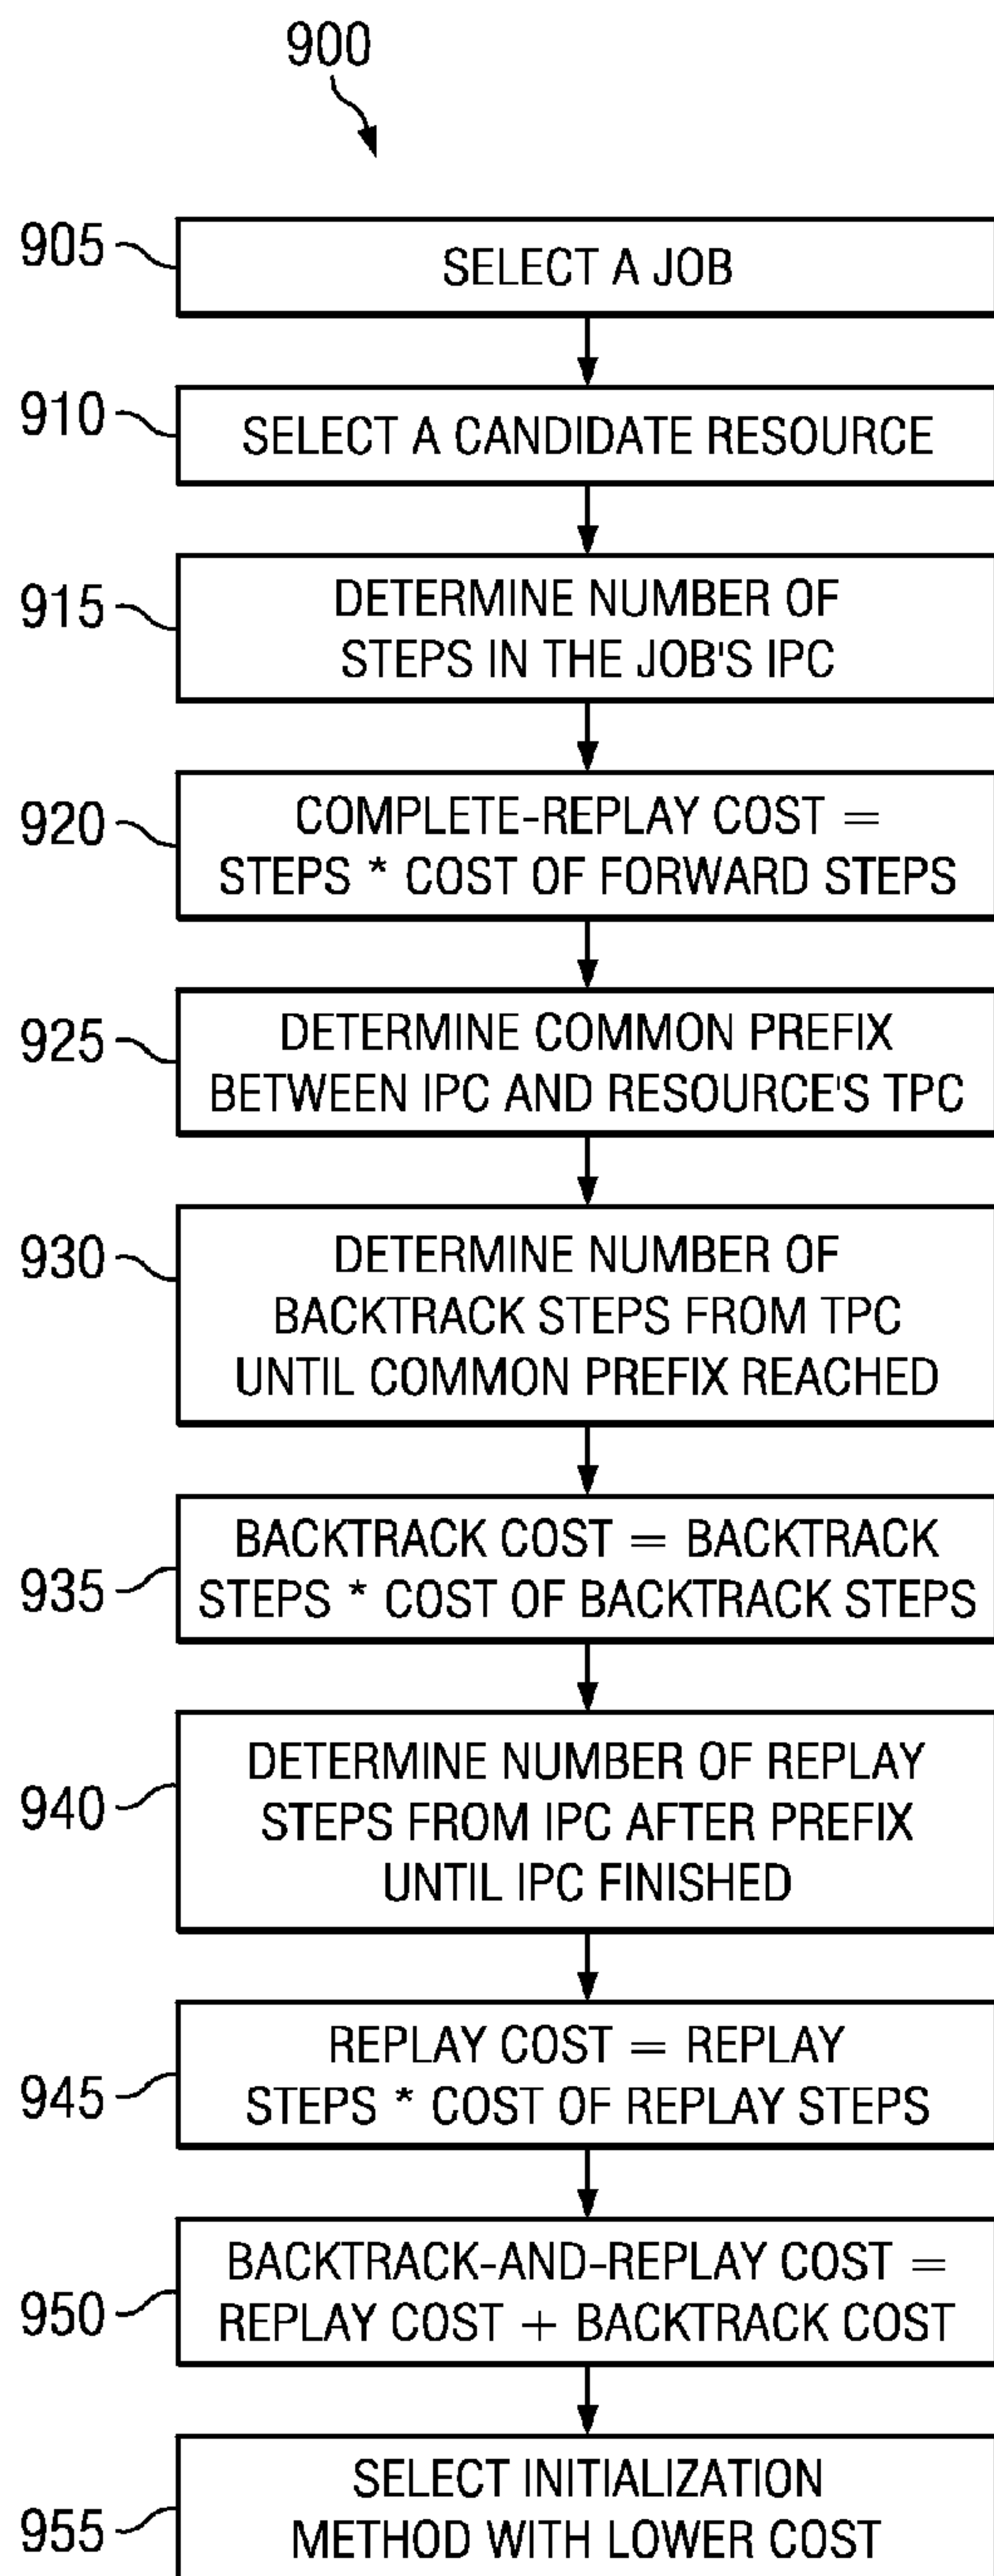 900
905
SELECT A JOB
910
SELECT A CANDIDATE RESOURCE
915
DETERMINE NUMBER OF
STEPS IN THE JOB'S IPC
920
COMPLETE-REPLAY COST =
STEPS * COST OF FORWARD STEPS
925
DETERMINE COMMON PREFIX
BETWEEN IPC AND RESOURCE'S TPC
930
DETERMINE NUMBER OF
BACKTRACK STEPS FROM TPC
UNTIL COMMON PREFIX REACHED
935
BACKTRACK COST = BACKTRACK
STEPS * COST OF BACKTRACK STEPS
940
DETERMINE NUMBER OF REPLAY
STEPS FROM IPC AFTER PREFIX
UNTIL IPC FINISHED
945
REPLAY COST = REPLAY
STEPS * COST OF REPLAY STEPS
950
BACKTRACK-AND-REPLAY COST =
REPLAY COST + BACKTRACK COST
955
SELECT INITIALIZATION
METHOD WITH LOWER COST